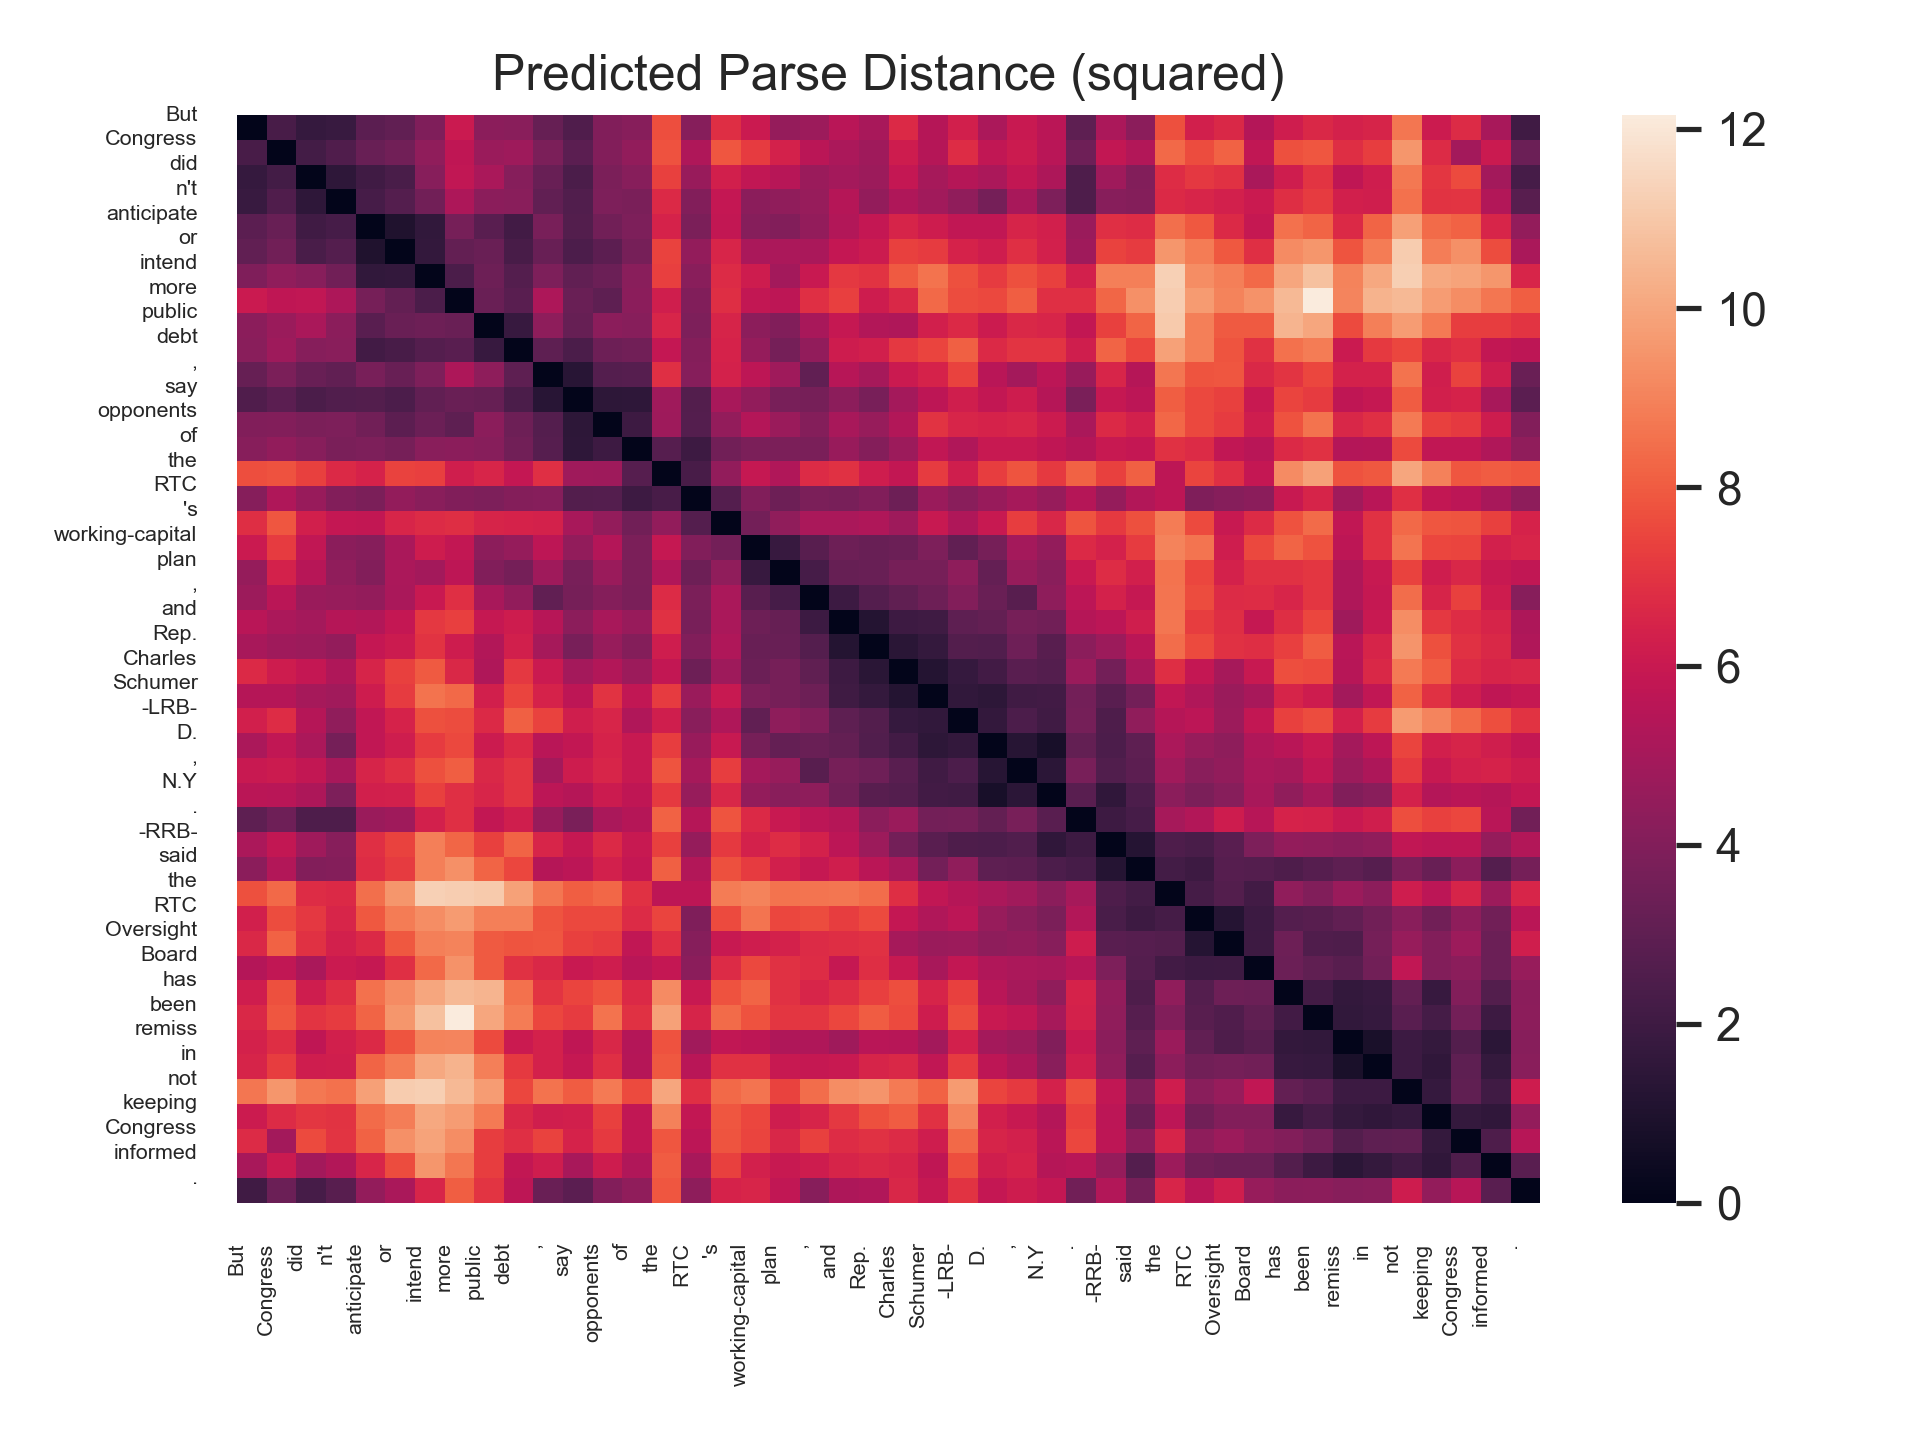 Predicted Parse Distance (squared)
But
Congress
did
n't
anticipate
or
intend
more
public
debt
,
say
opponents
of
the
RTC
's
working-capital
plan
,
and
Rep.
Charles
Schumer
-LRB-
D.
,
N.Y
.
-RRB-
said
the
RTC
Oversight
Board
has
been
remiss
in
not
keeping
Congress
informed
.
12
10
8
6
4
2
0
But
Congress
did
n't
anticipate
or
intend
more
public
debt
,
say
opponents
of
the
RTC
's
working-capital
plan
,
and
Rep.
Charles
Schumer
-LRB-
D.
,
N.Y
.
-RRB-
said
the
RTC
Oversight
Board
has
been
remiss
in
not
keeping
Congress
informed
.